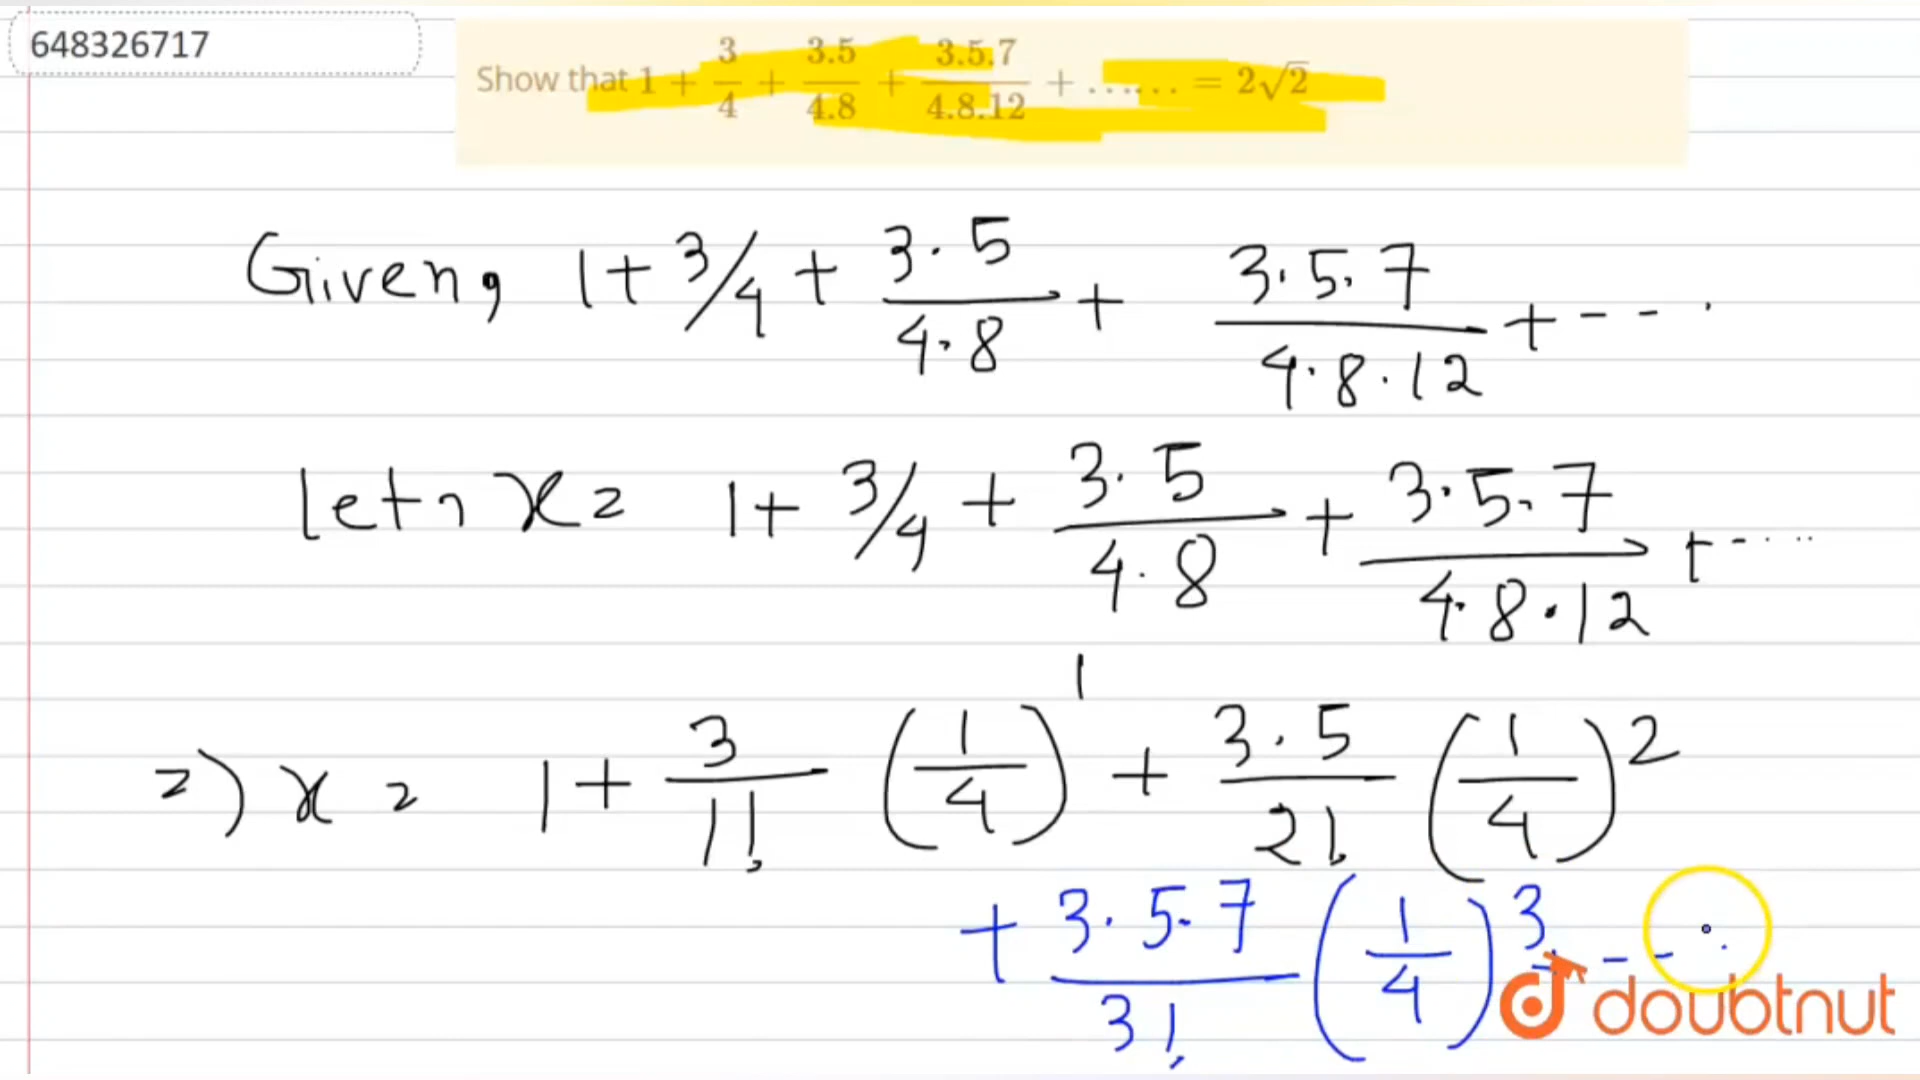 648326717
Show that 1 + 3/4 + 3.5/4.8 + 3.5.7/4.8.12 + ...... = 2√2
Given, 1 + 3/4 + 3·5/4·8 + 3·5·7/4·8·12 + - - - ·
let, x = 1 + 3/4 + 3·5/4·8 + 3·5·7/4·8·12 + - ····
=) x = 1 + 3/1! (1/4)^1 + 3·5/2! (1/4)^2
+ 3·5·7/3! (1/4)^3 + - - ·
doubtnut